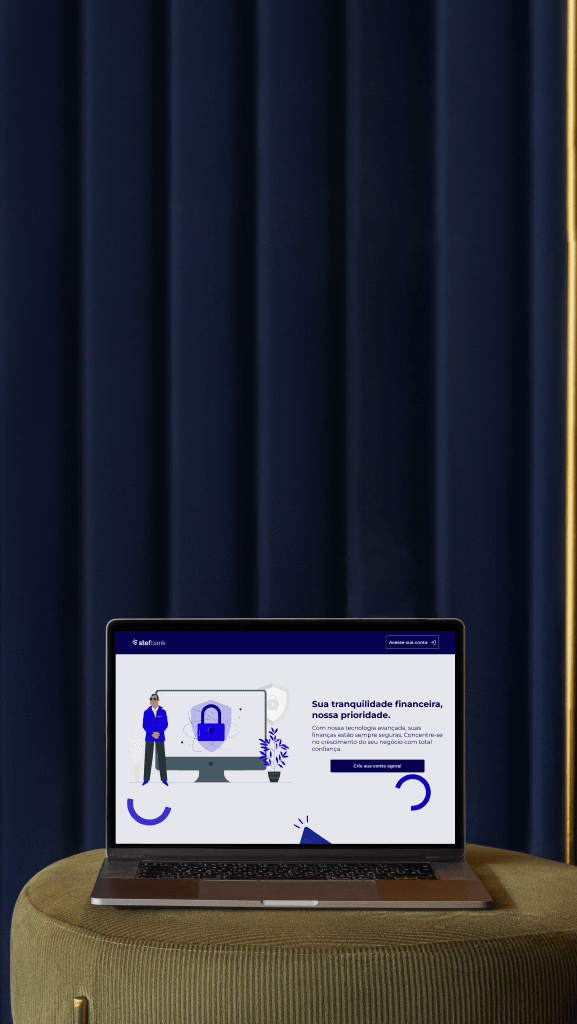 stefbank
Acesse sua conta
Sua tranquilidade financeira,
nossa prioridade.
Com nossa tecnologia avançada, suas
finanças estão sempre seguras. Concentre-se
no crescimento do seu negócio com total
confiança.
Crie sua conta agora!